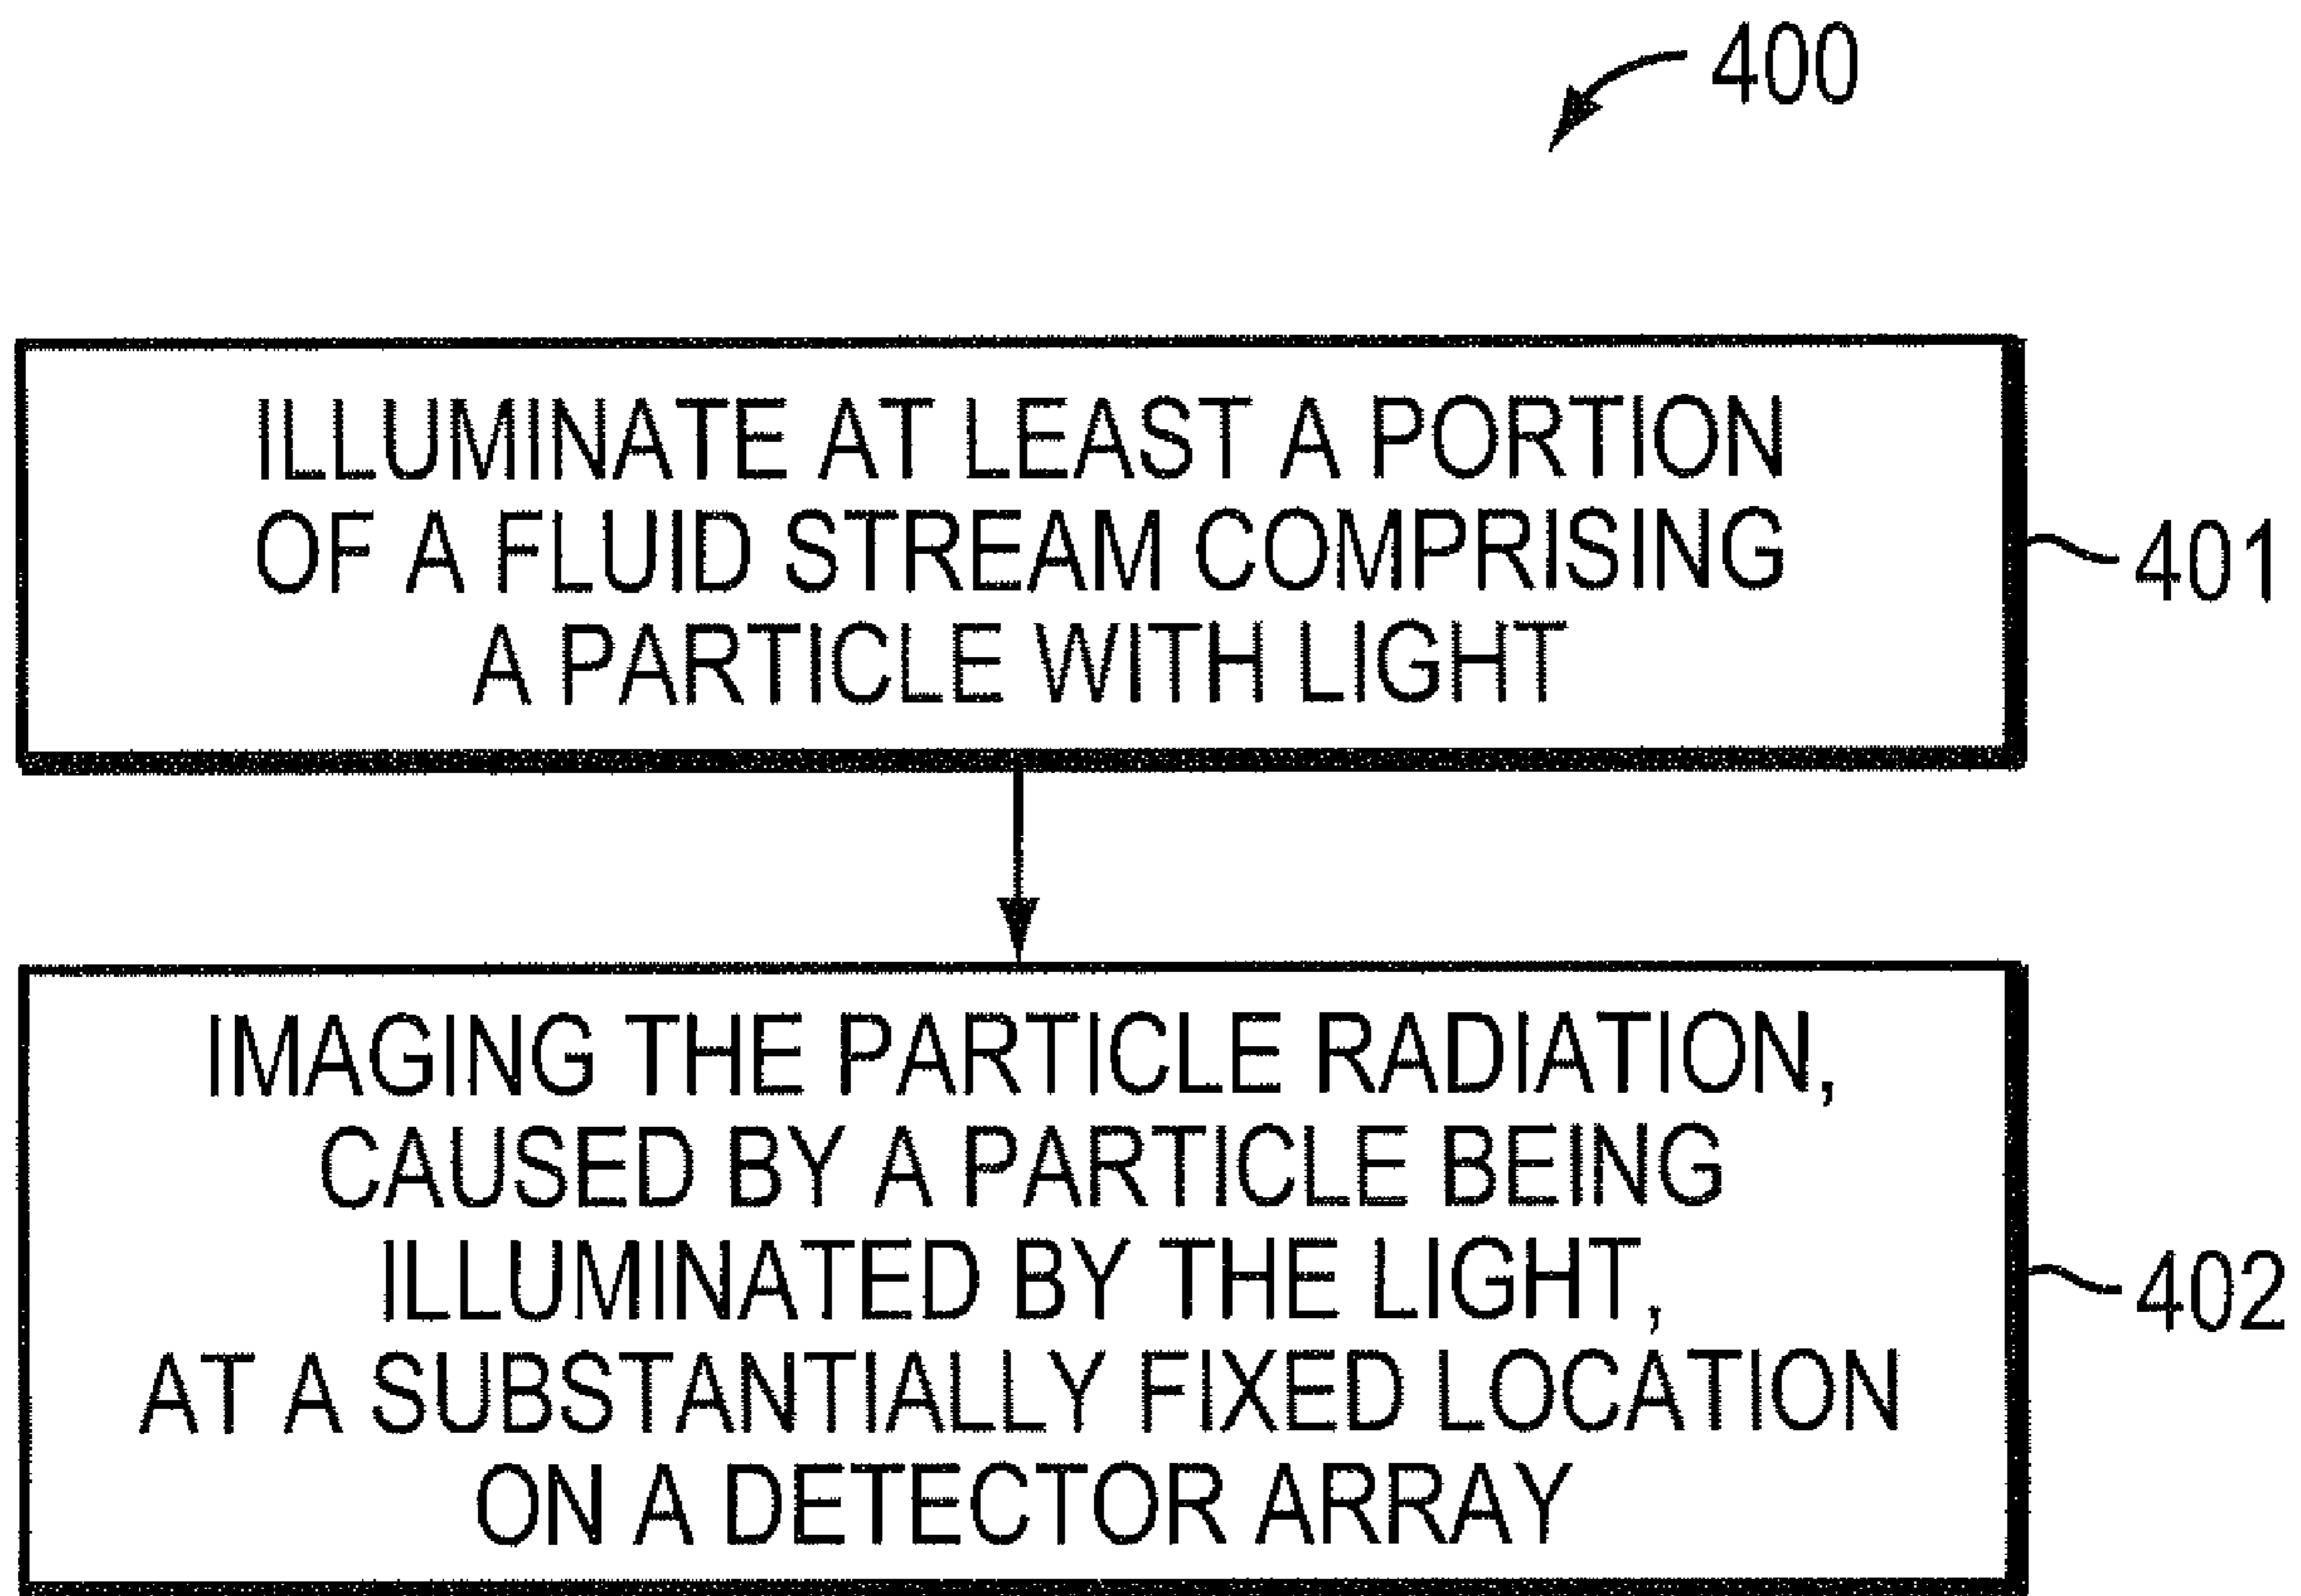 400
ILLUMINATE AT LEAST A PORTION
OF A FLUID STREAM COMPRISING
A PARTICLE WITH LIGHT
401
IMAGING THE PARTICLE RADIATION,
CAUSED BY A PARTICLE BEING
ILLUMINATED BY THE LIGHT,
AT A SUBSTANTIALLY FIXED LOCATION
ON A DETECTOR ARRAY
402